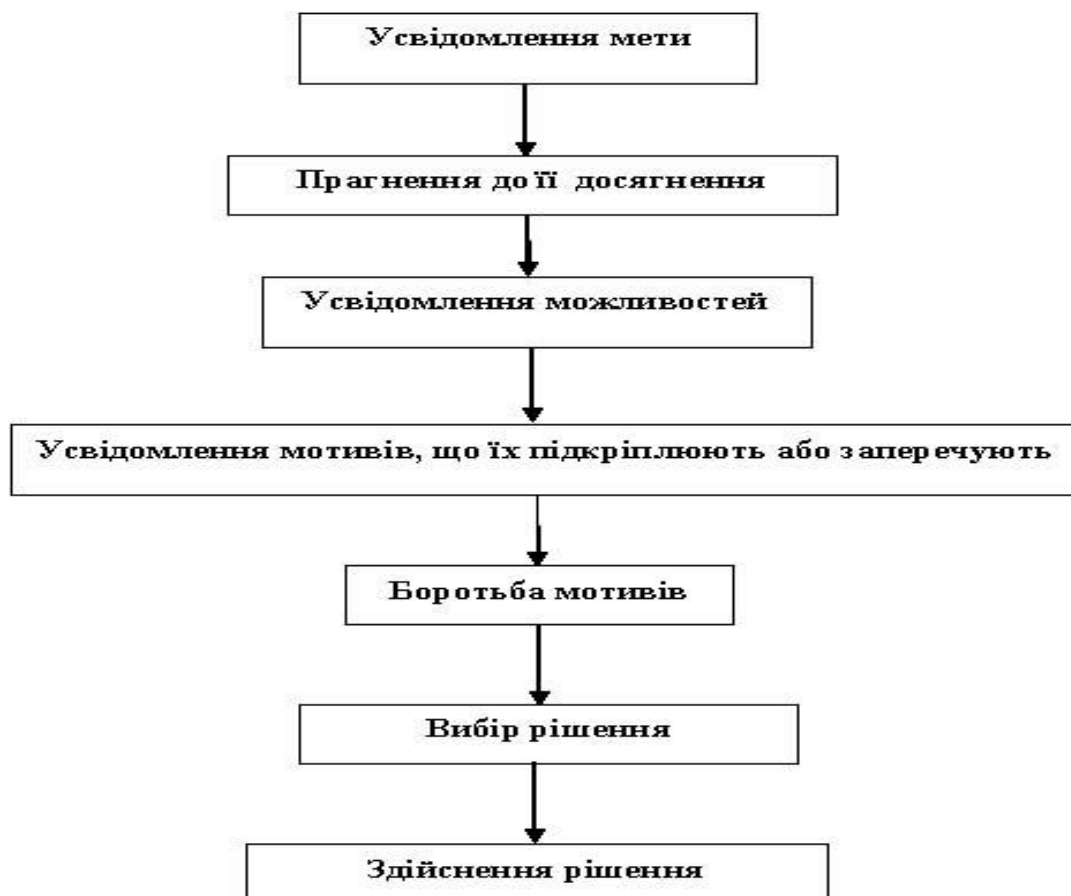 Усвідомлення мети
Прагнення до її досягнення
Усвідомлення можливостей
Усвідомлення мотивів, що їх підкріплюють або заперечують
Боротьба мотивів
Вибір рішення
Здійснення рішення